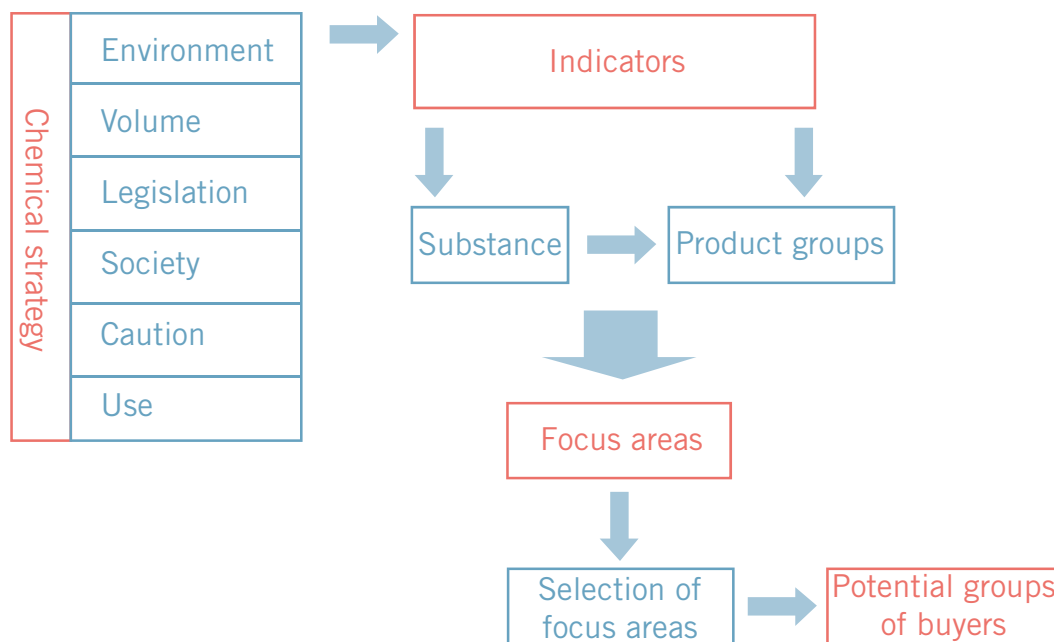 Chemical strategy
Environment
Volume
Legislation
Society
Caution
Use
Indicators
Substance
Product groups
Focus areas
Selection of
focus areas
Potential groups
of buyers